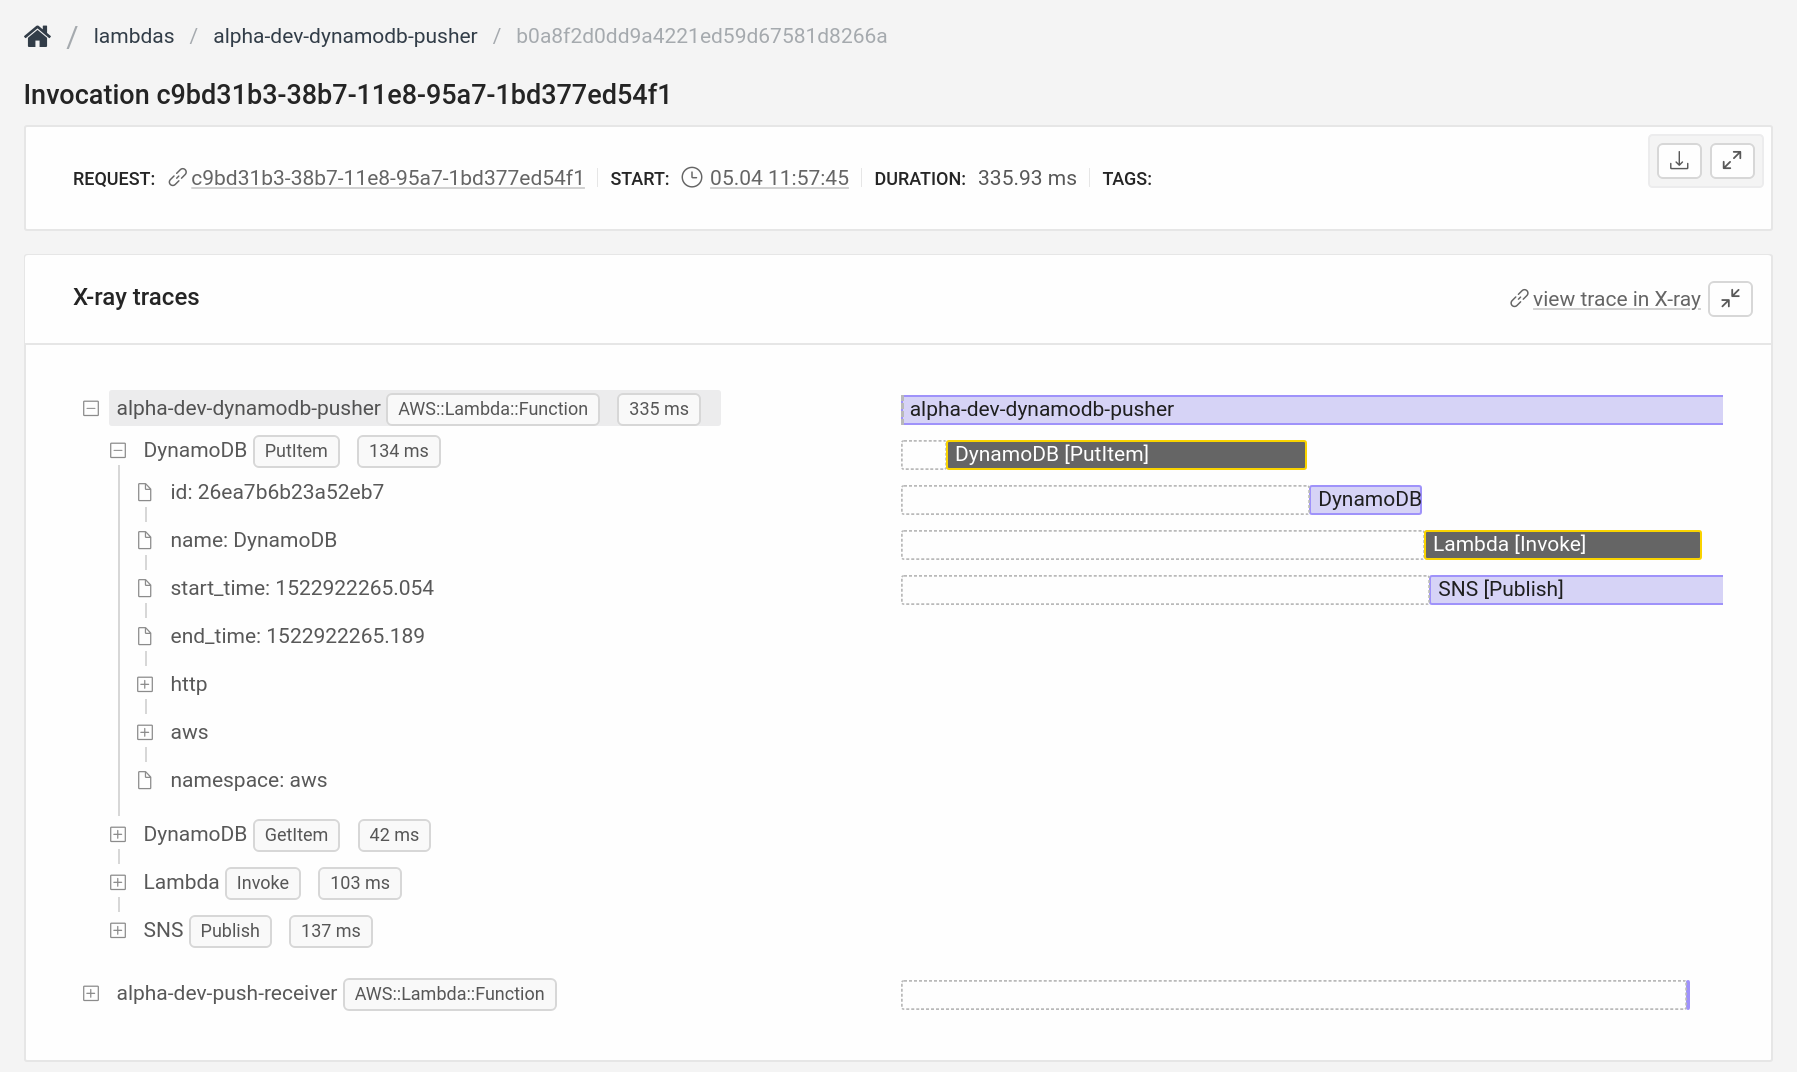 / lambdas / alpha-dev-dynamodb-pusher / b0a8f2d0dd9a4221ed59d67581d8266a
Invocation c9bd31b3-38b7-11e8-95a7-1bd377ed54f1
REQUEST: c9bd31b3-38b7-11e8-95a7-1bd377ed54f1 START: 05.04 11:57:45 DURATION: 335.93 ms TAGS:
X-ray traces
view trace in X-ray
alpha-dev-dynamodb-pusher AWS::Lambda::Function 335 ms
alpha-dev-dynamodb-pusher
DynamoDB PutItem 134 ms
DynamoDB [PutItem]
id: 26ea7b6b23a52eb7
DynamoDB
name: DynamoDB
Lambda [Invoke]
start_time: 1522922265.054
SNS [Publish]
end_time: 1522922265.189
http
aws
namespace: aws
DynamoDB GetItem 42 ms
Lambda Invoke 103 ms
SNS Publish 137 ms
alpha-dev-push-receiver AWS::Lambda::Function